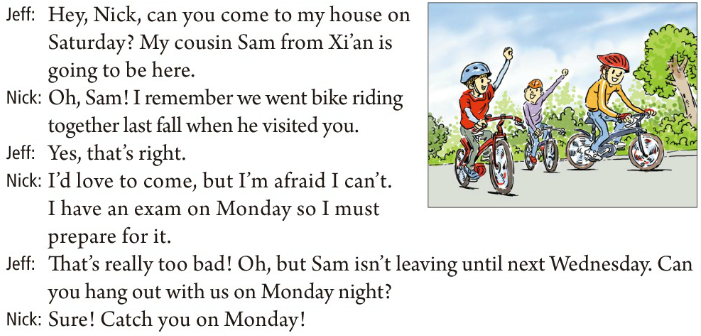 Jeff: Hey, Nick, can you come to my house on
Saturday? My cousin Sam from Xi’an is
going to be here.
Nick: Oh, Sam! I remember we went bike riding
together last fall when he visited you.
Jeff: Yes, that’s right.
Nick: I’d love to come, but I’m afraid I can’t.
I have an exam on Monday so I must
prepare for it.
Jeff: That’s really too bad! Oh, but Sam isn’t leaving until next Wednesday. Can
you hang out with us on Monday night?
Nick: Sure! Catch you on Monday!